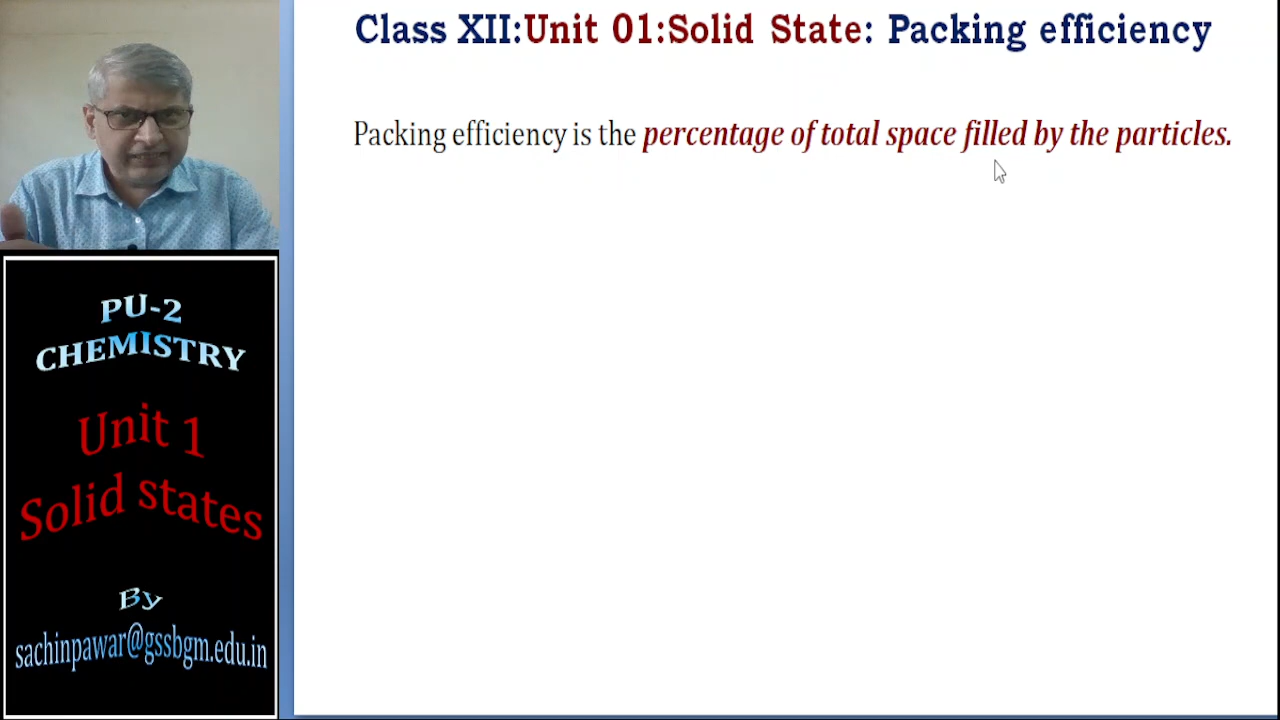 Class XII:Unit 01:Solid State: Packing efficiency
Packing efficiency is the percentage of total space filled by the particles.
PU-2
CHEMISTRY
Unit 1
Solid states
By
sachinpawar@gssbgm.edu.in